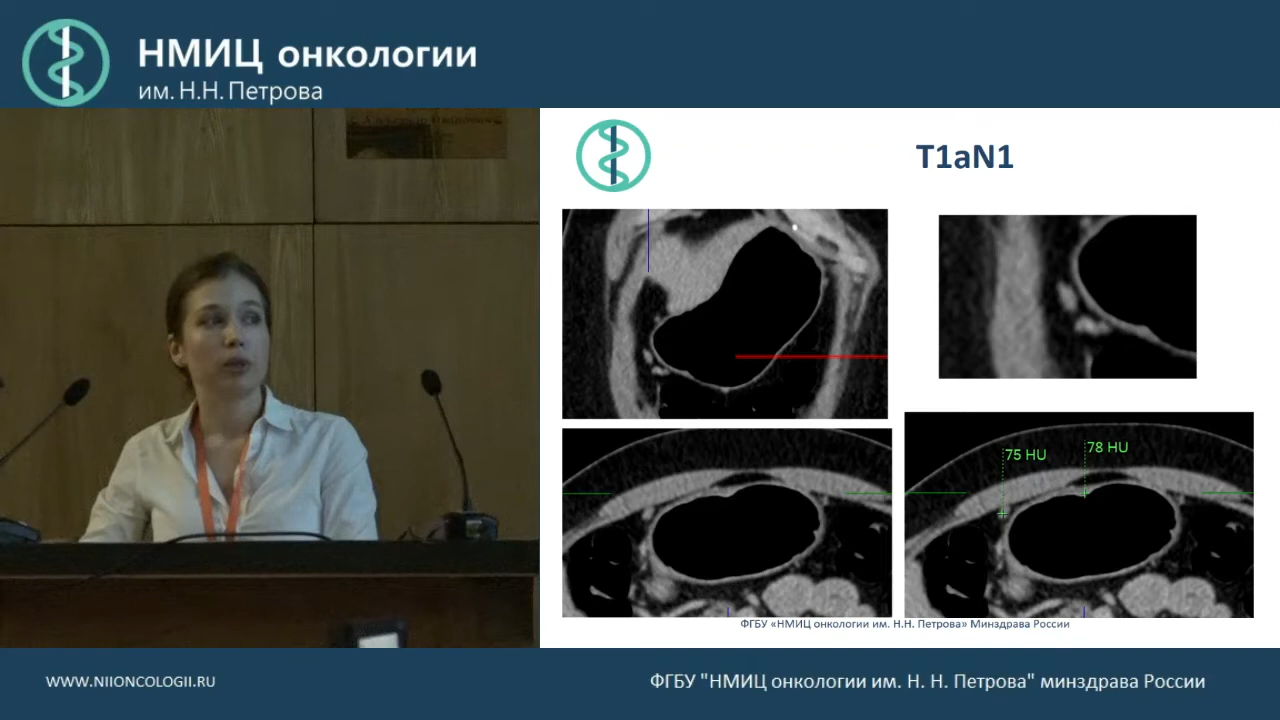 НМИЦ онкологии
им. Н.Н. Петрова
T1aN1
75 HU
78 HU
ФГБУ «НМИЦ онкологии им. Н.Н. Петрова» Минздрава России
WWW.NIIONCOLOGII.RU
ФГБУ "НМИЦ онкологии им. Н. Н. Петрова" минздрава России